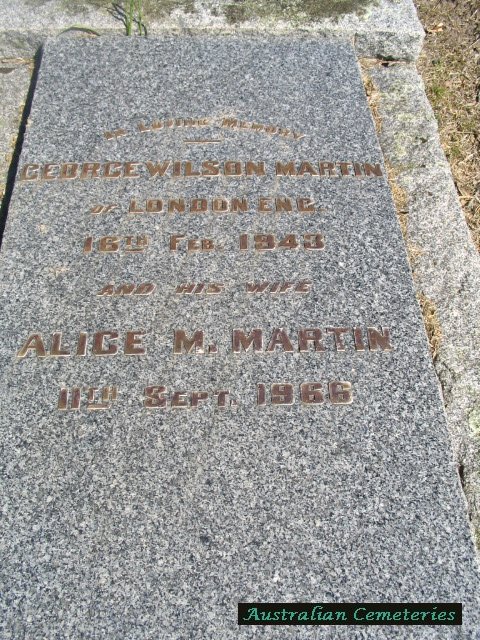 IN LOVING MEMORY
GEORGE WILSON MARTIN
OF LONDON ENG
16TH FEB. 1943
AND HIS WIFE
ALICE M. MARTIN
11TH SEPT. 1966
Australian Cemeteries